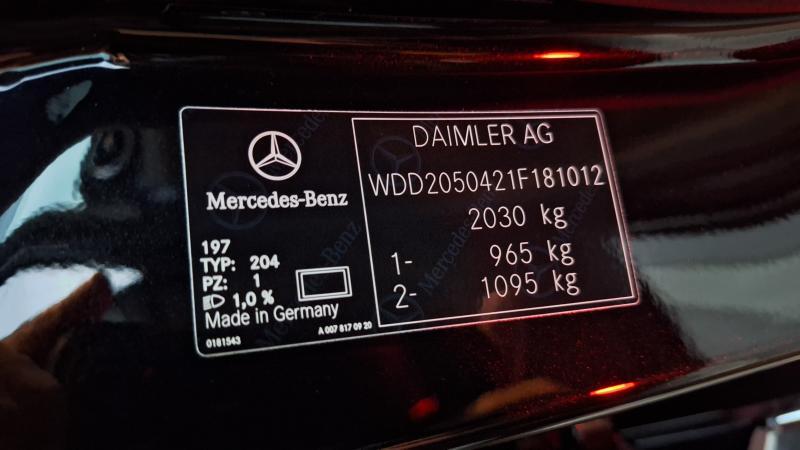 Mercedes-Benz
197
TYP: 204
PZ: 1
1,0 %
Made in Germany
0181543
A 007 817 09 20
DAIMLER AG
WDD2050421F181012
2030 kg
1- 965 kg
2- 1095 kg